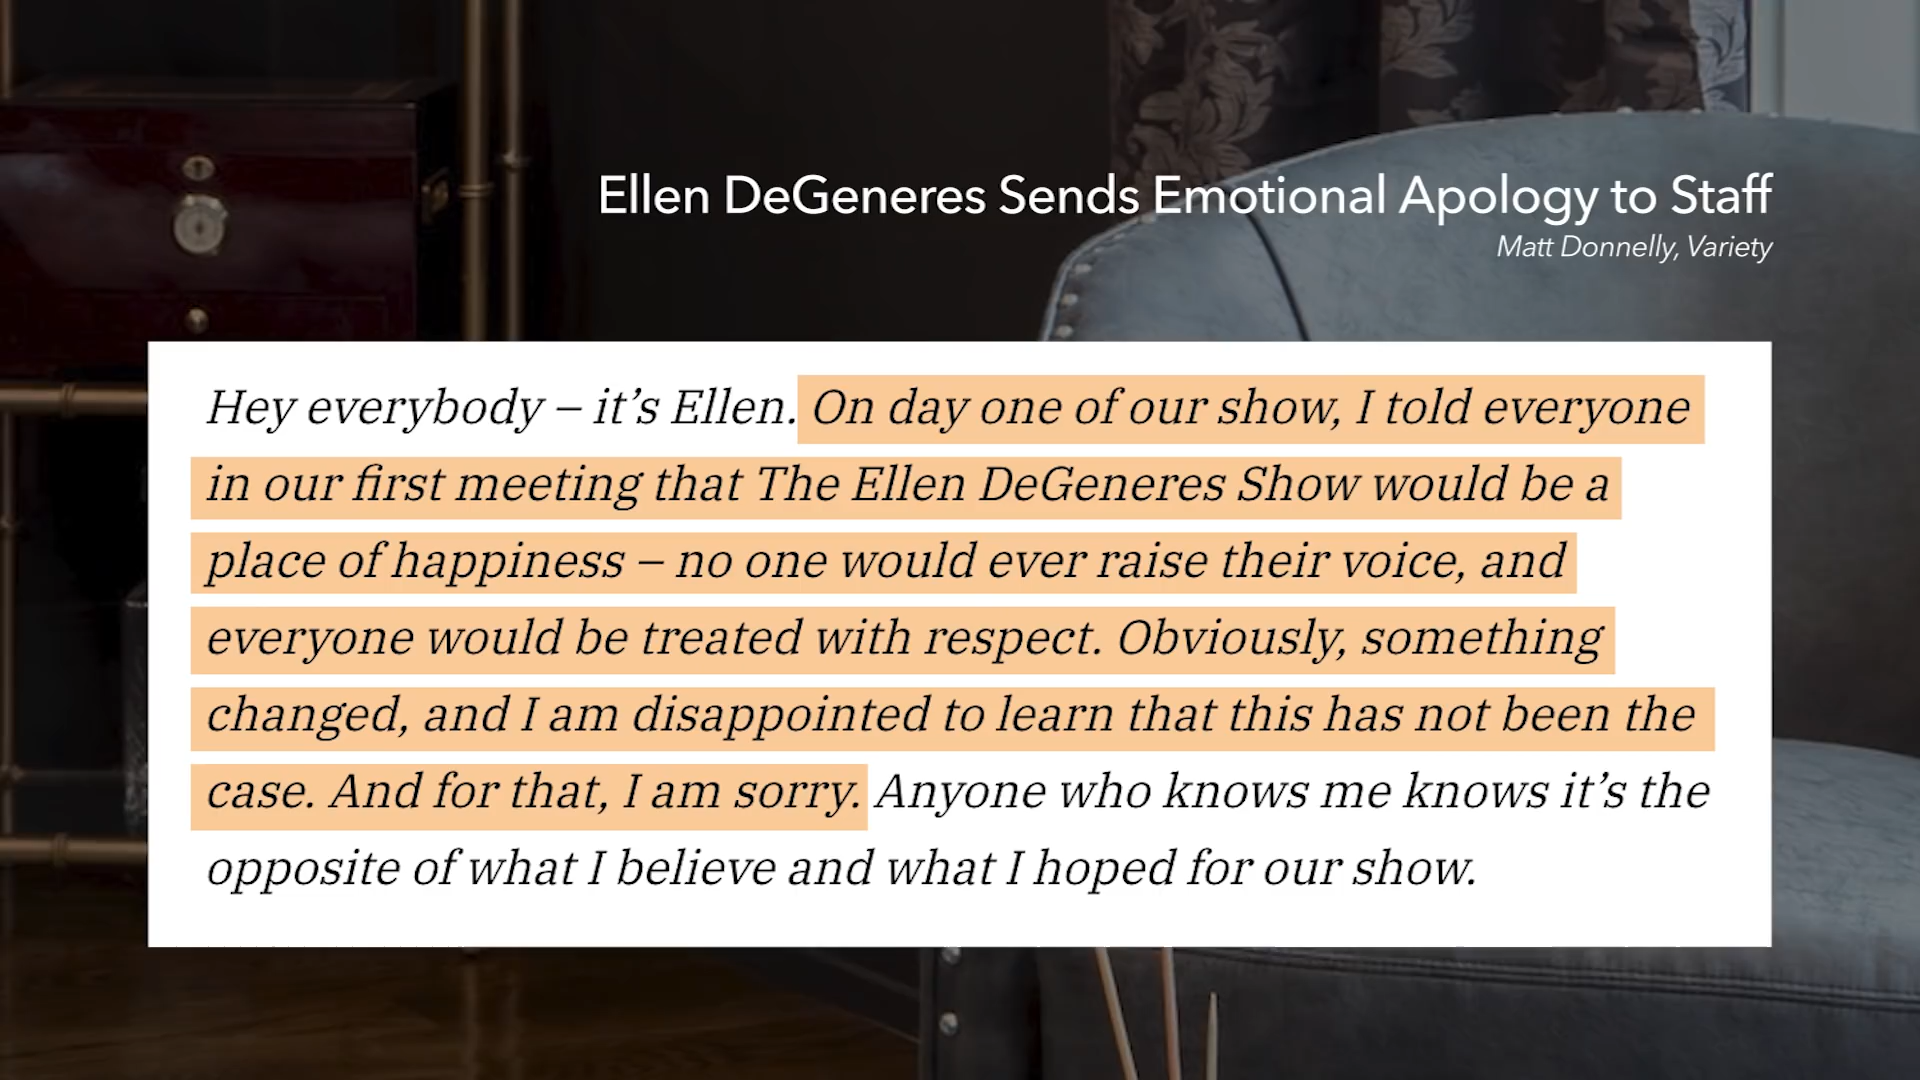 Ellen DeGeneres Sends Emotional Apology to Staff
Matt Donnelly, Variety
Hey everybody – it’s Ellen. On day one of our show, I told everyone
in our first meeting that The Ellen DeGeneres Show would be a
place of happiness – no one would ever raise their voice, and
everyone would be treated with respect. Obviously, something
changed, and I am disappointed to learn that this has not been the
case. And for that, I am sorry. Anyone who knows me knows it’s the
opposite of what I believe and what I hoped for our show.